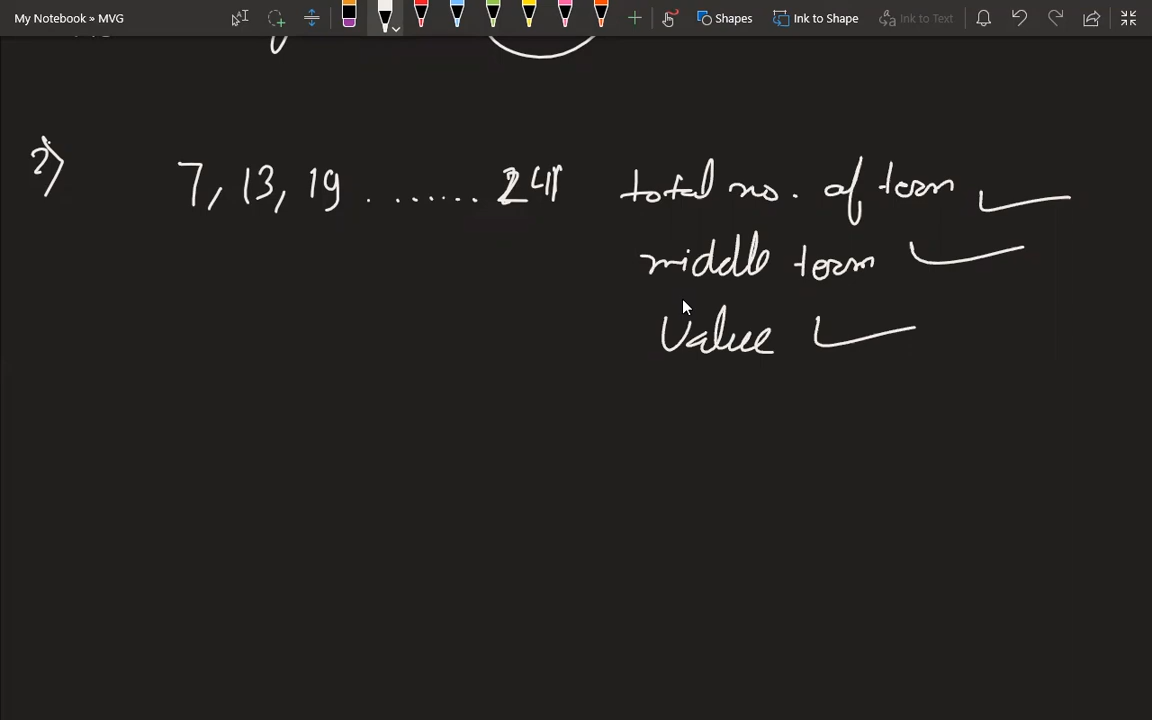 My Notebook » MVG
Shapes
Ink to Shape
Ink to Text
2) 7, 13, 19 ....... 241 total no. of term
middle term
Value